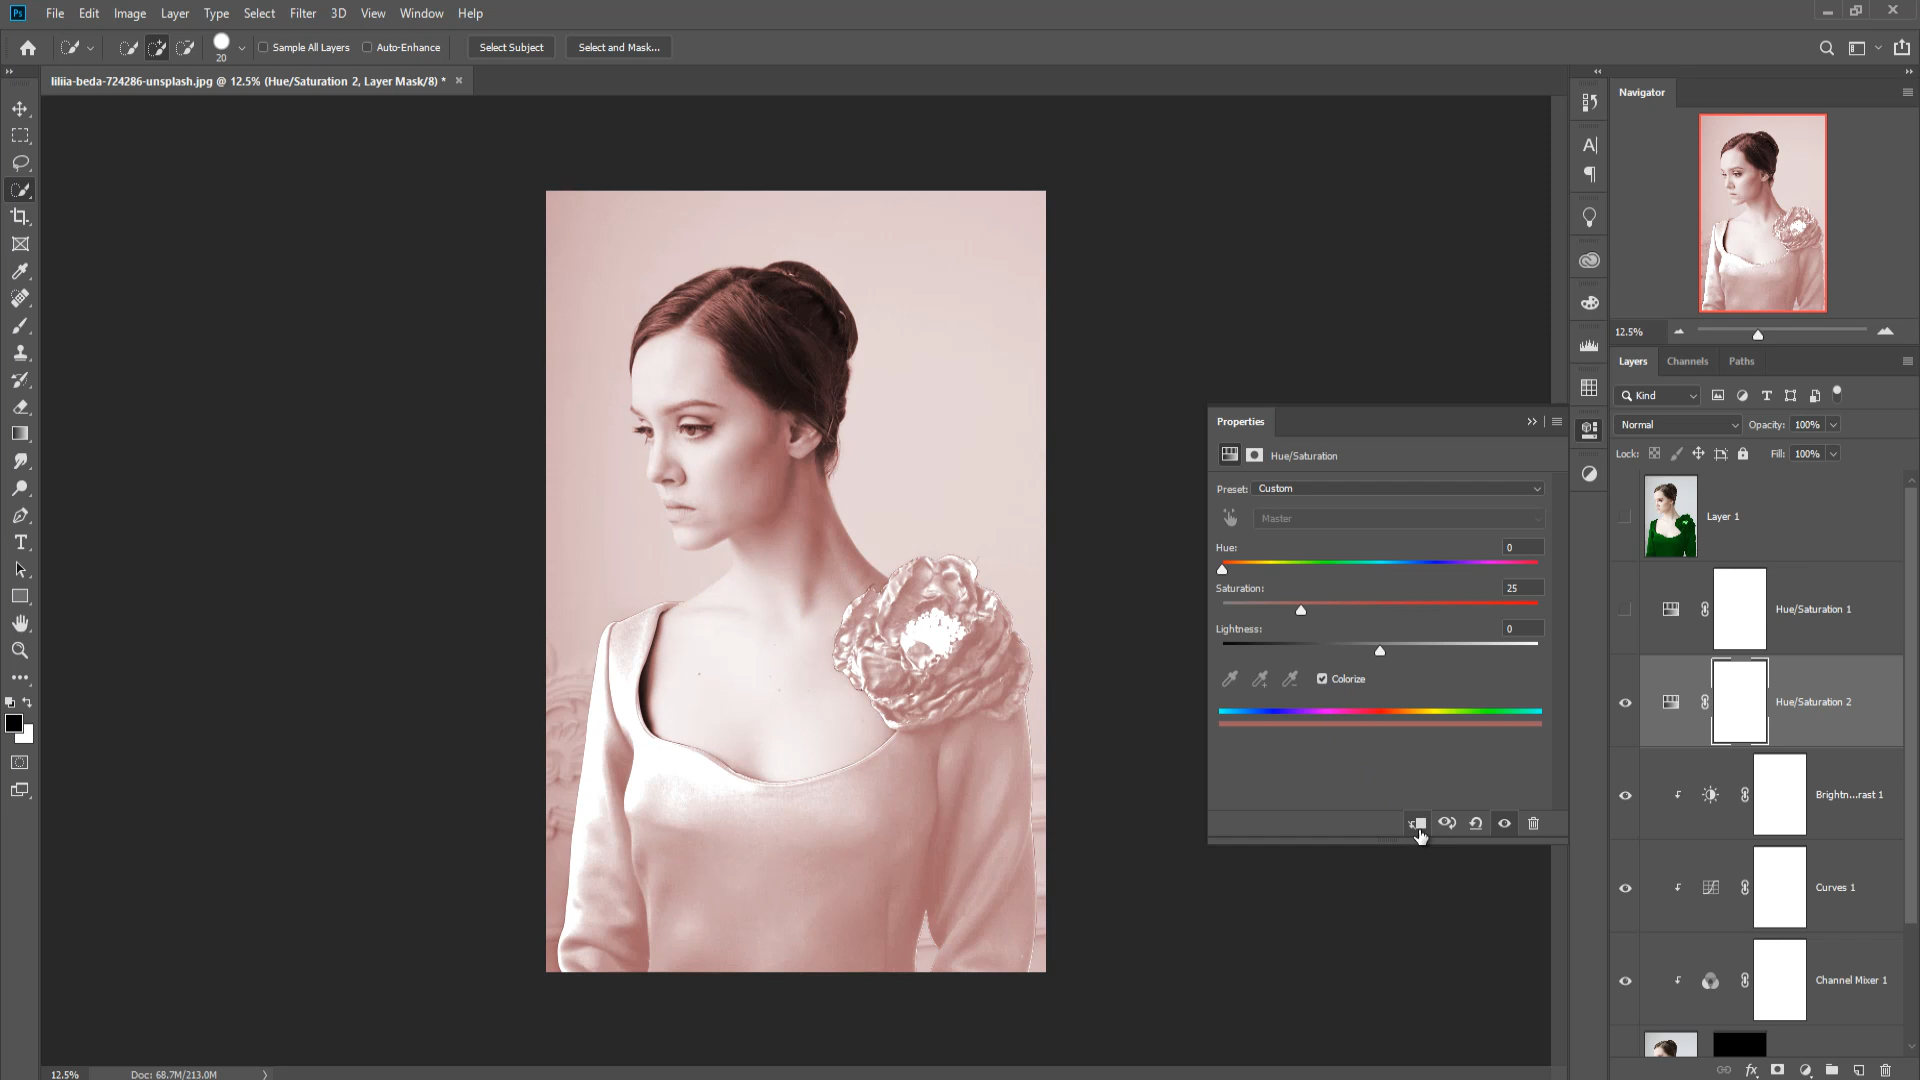 Ps File Edit Image Layer Type Select Filter 3D View Window Help
20 Sample All Layers Auto-Enhance Select Subject Select and Mask...
liliia-beda-724286-unsplash.jpg @ 12.5% (Hue/Saturation 2, Layer Mask/8) *
Navigator
12.5%
Layers Channels Paths
Kind
Normal Opacity: 100%
Lock: Fill: 100%
Layer 1
Hue/Saturation 1
Hue/Saturation 2
Brightn...rast 1
Curves 1
Channel Mixer 1
Properties
Hue/Saturation
Preset: Custom
Master
Hue: 0
Saturation: 25
Lightness: 0
Colorize
12.5% Doc: 68.7M/213.0M